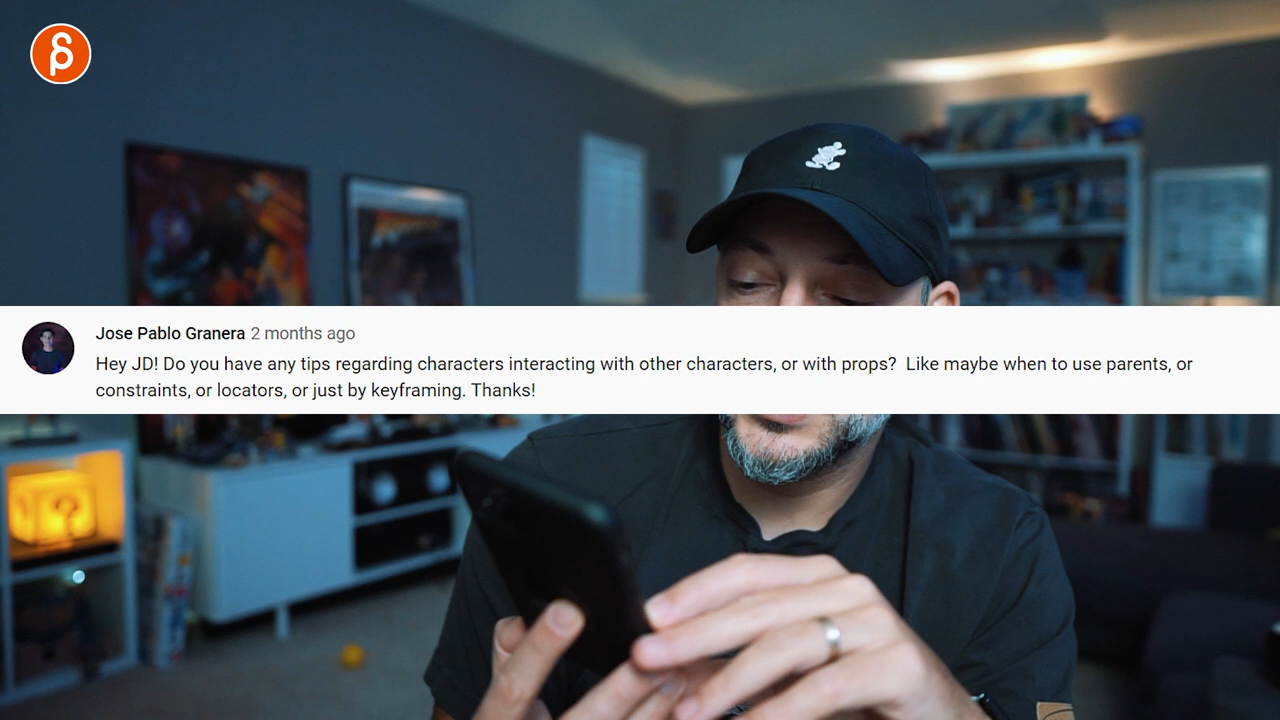 Jose Pablo Granera 2 months ago
Hey JD! Do you have any tips regarding characters interacting with other characters, or with props?  Like maybe when to use parents, or
constraints, or locators, or just by keyframing. Thanks!